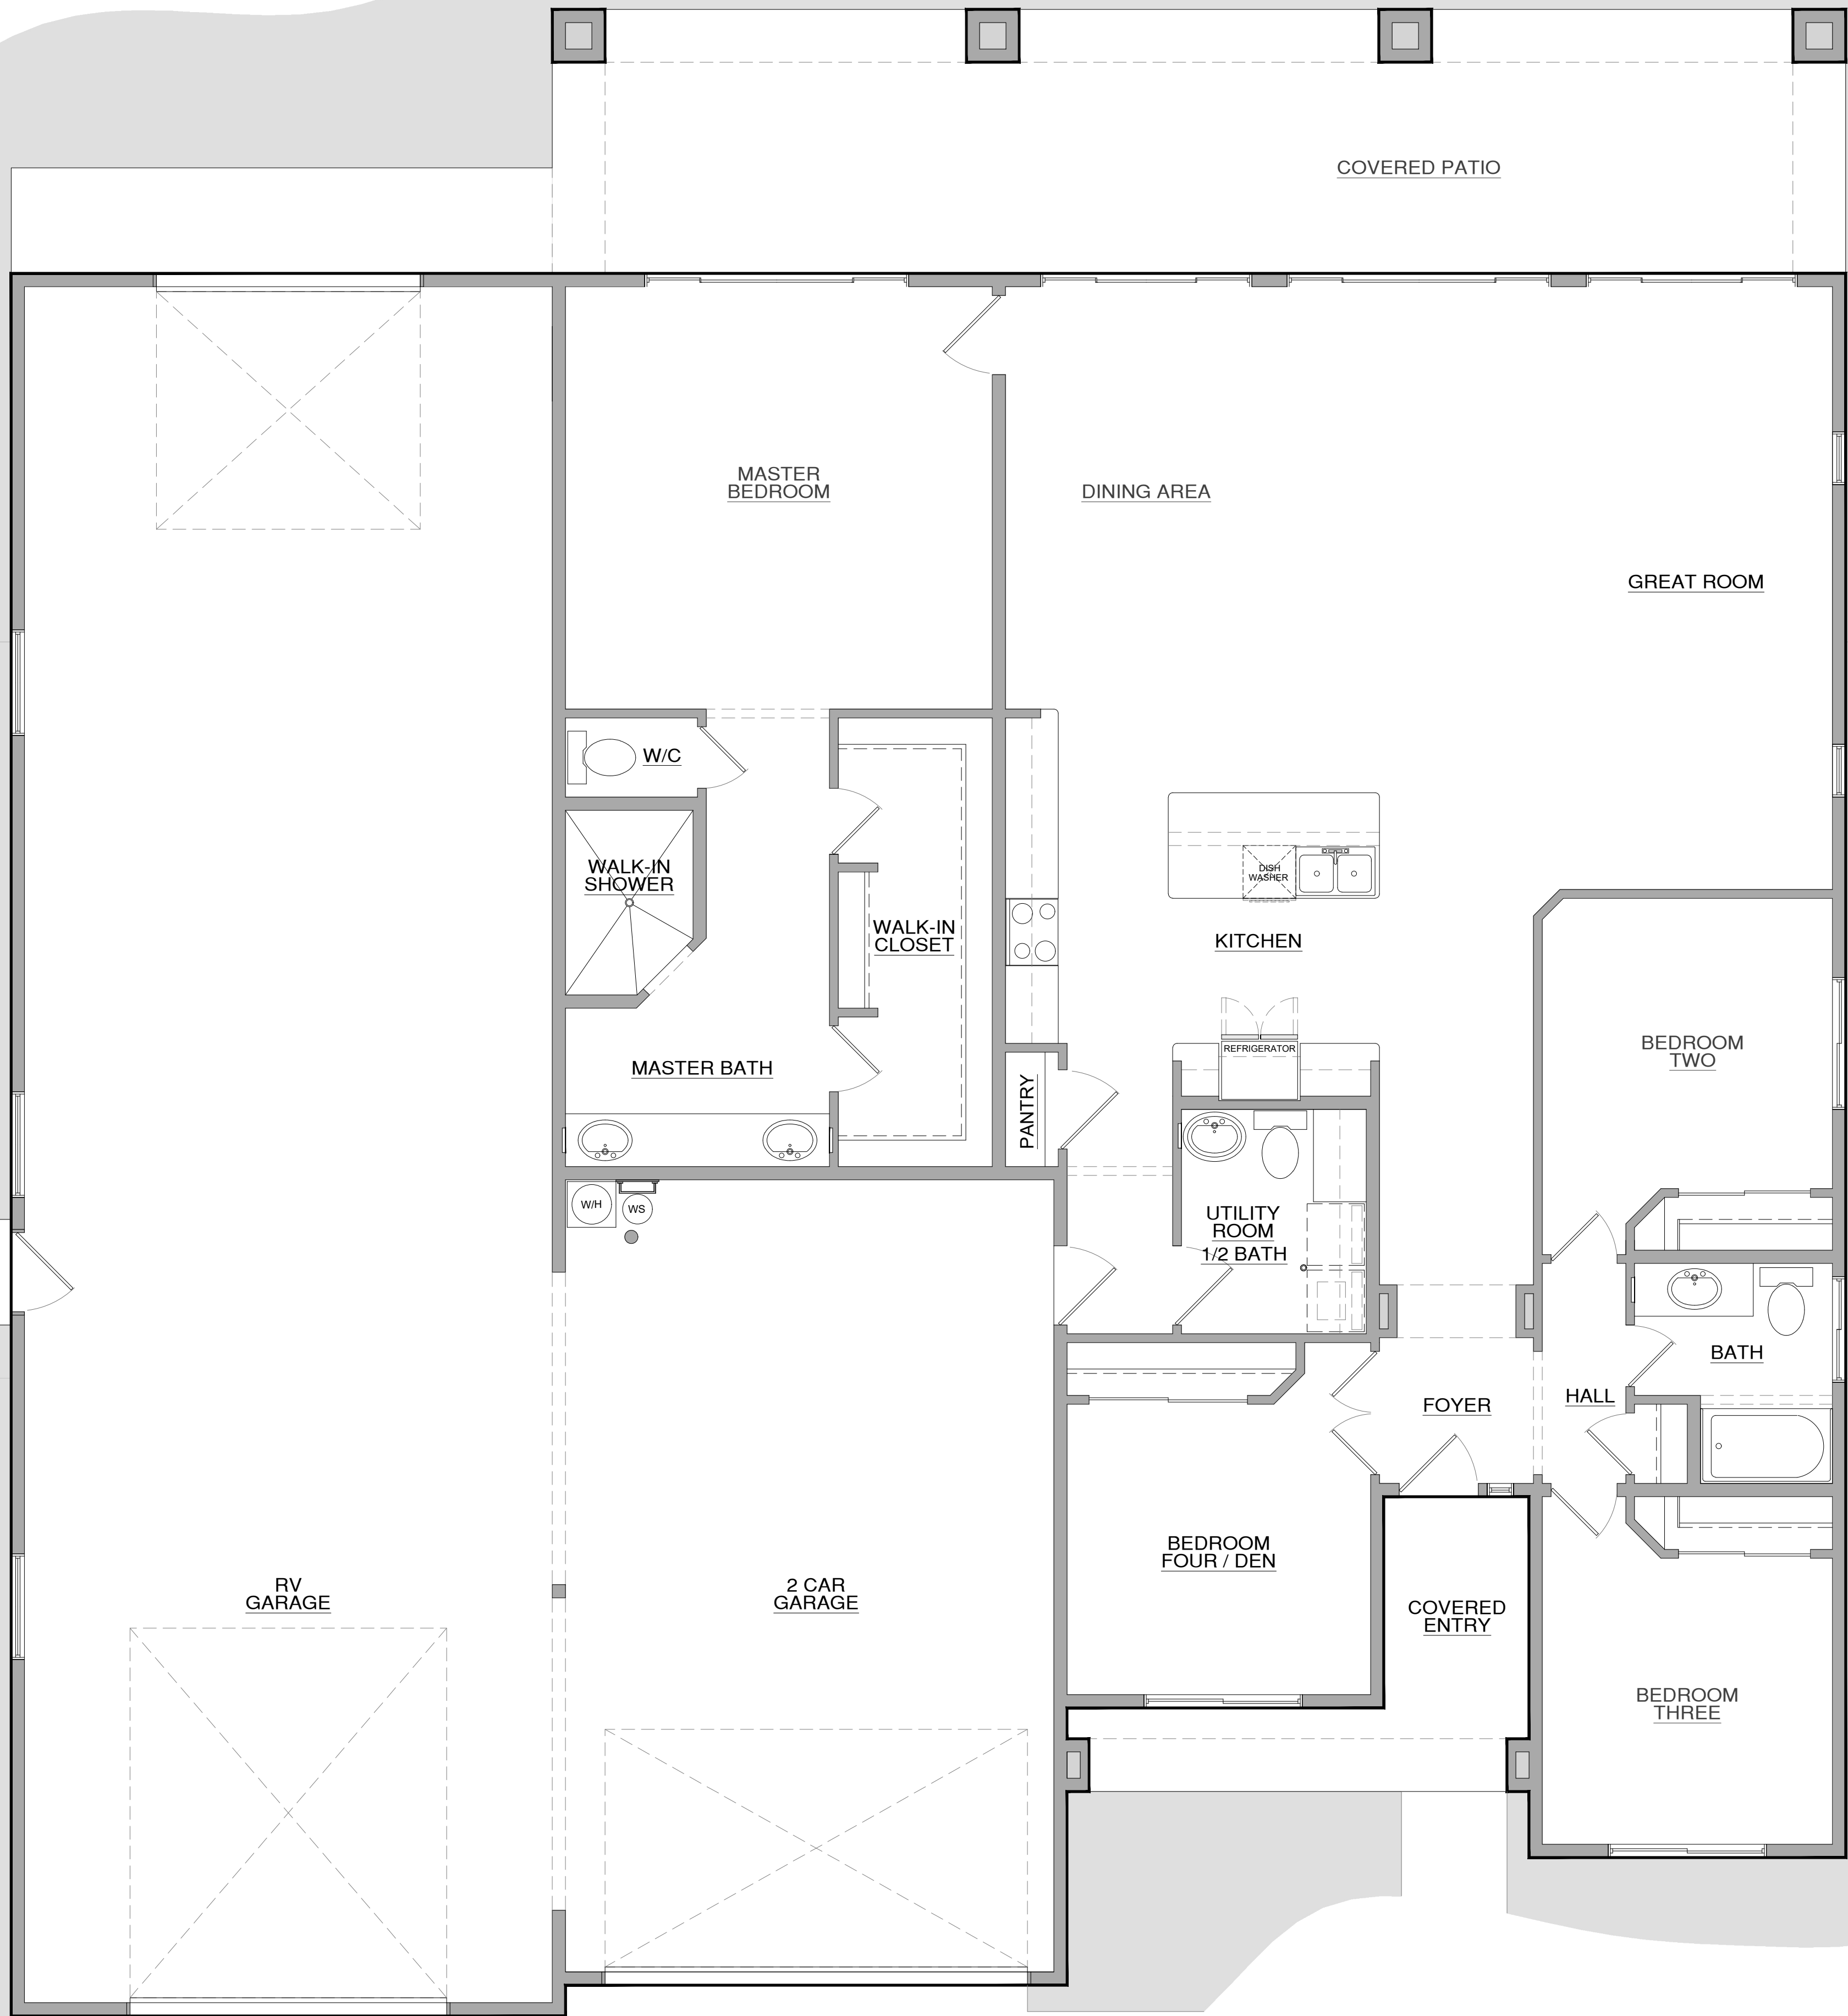 COVERED PATIO
MASTER
BEDROOM
DINING AREA
GREAT ROOM
W/C
WALK-IN
SHOWER
DISH
WASHER
WALK-IN
CLOSET
KITCHEN
REFRIGERATOR
BEDROOM
TWO
MASTER BATH
PANTRY
W/H
WS
UTILITY
ROOM
1/2 BATH
BATH
HALL
FOYER
BEDROOM
FOUR / DEN
RV
GARAGE
2 CAR
GARAGE
COVERED
ENTRY
BEDROOM
THREE